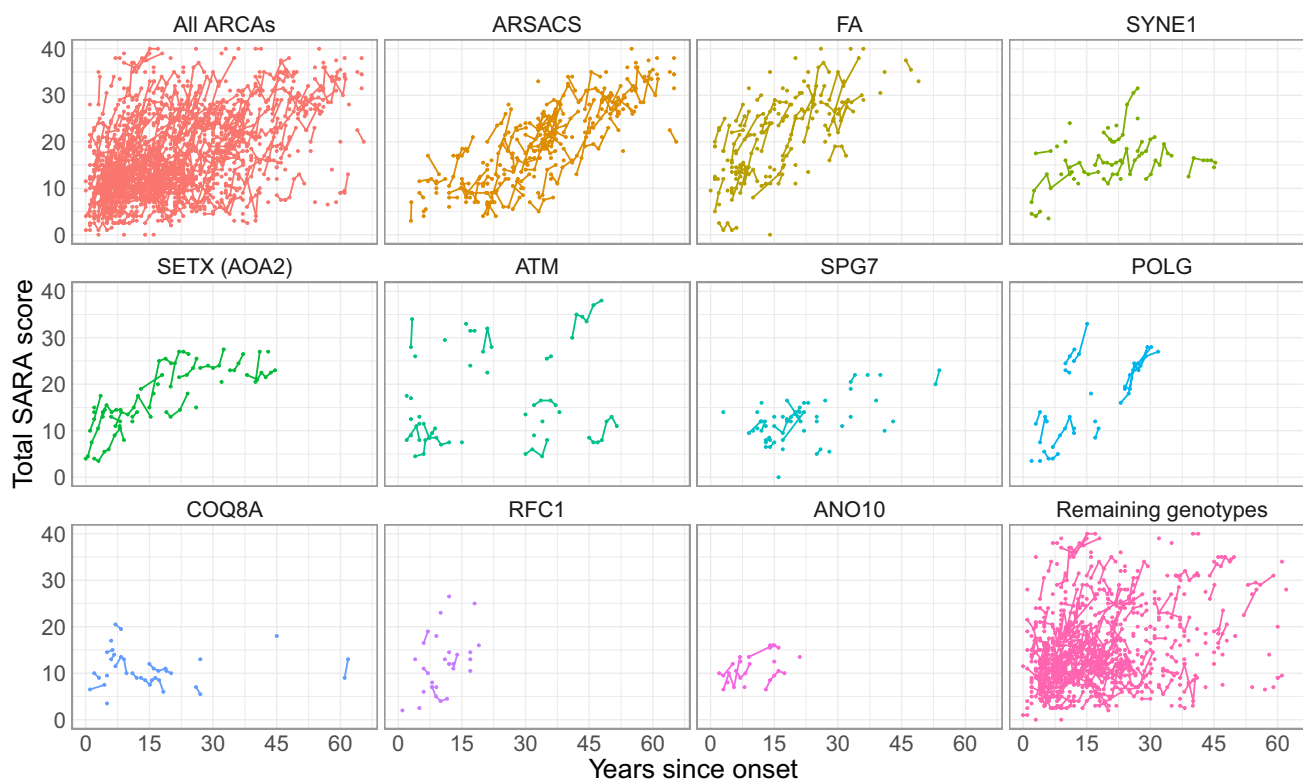 All ARCAs ARSACS FA SYNE1
40
30
20
10
0
SETX (AOA2) ATM SPG7 POLG
40
30
20
10
0
Total SARA score
COQ8A RFC1 ANO10 Remaining genotypes
40
30
20
10
0
0 15 30 45 60 0 15 30 45 60 0 15 30 45 60 0 15 30 45 60
Years since onset